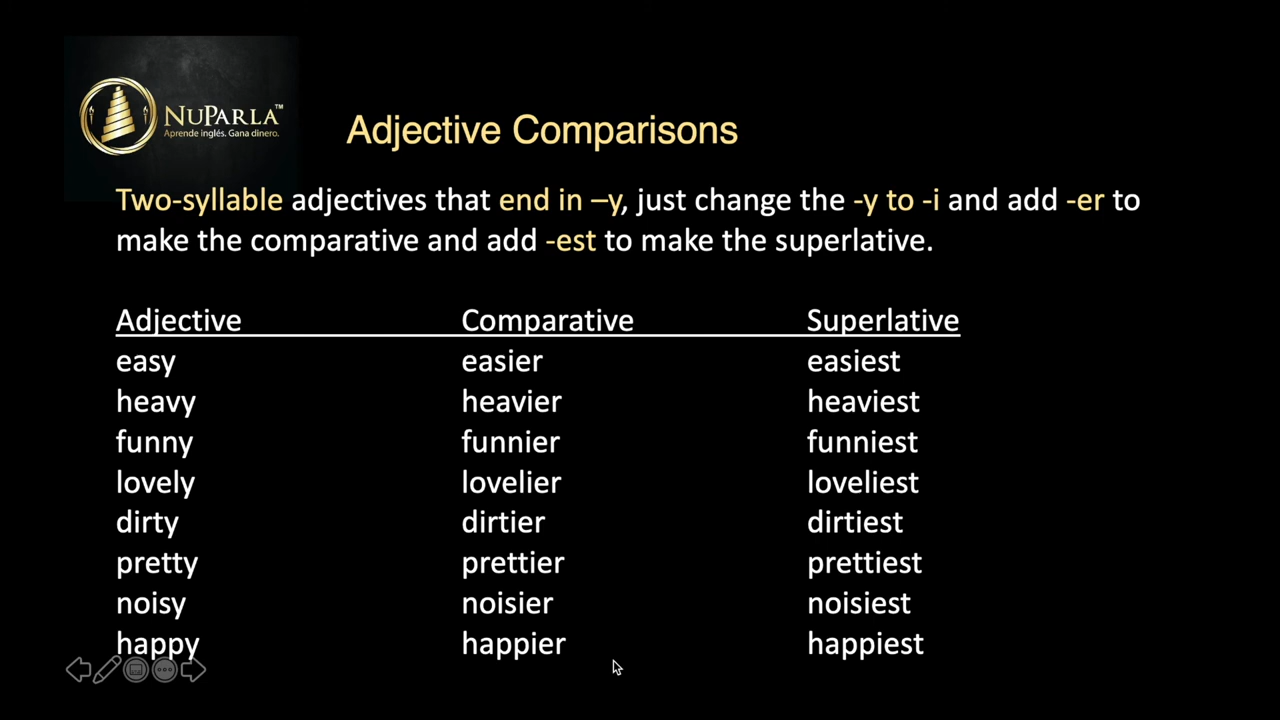 NUPARLA™
Aprende inglés. Gana dinero.
Adjective Comparisons
Two-syllable adjectives that end in –y, just change the -y to -i and add -er to
make the comparative and add -est to make the superlative.
Adjective Comparative Superlative
easy easier easiest
heavy heavier heaviest
funny funnier funniest
lovely lovelier loveliest
dirty dirtier dirtiest
pretty prettier prettiest
noisy noisier noisiest
happy happier happiest